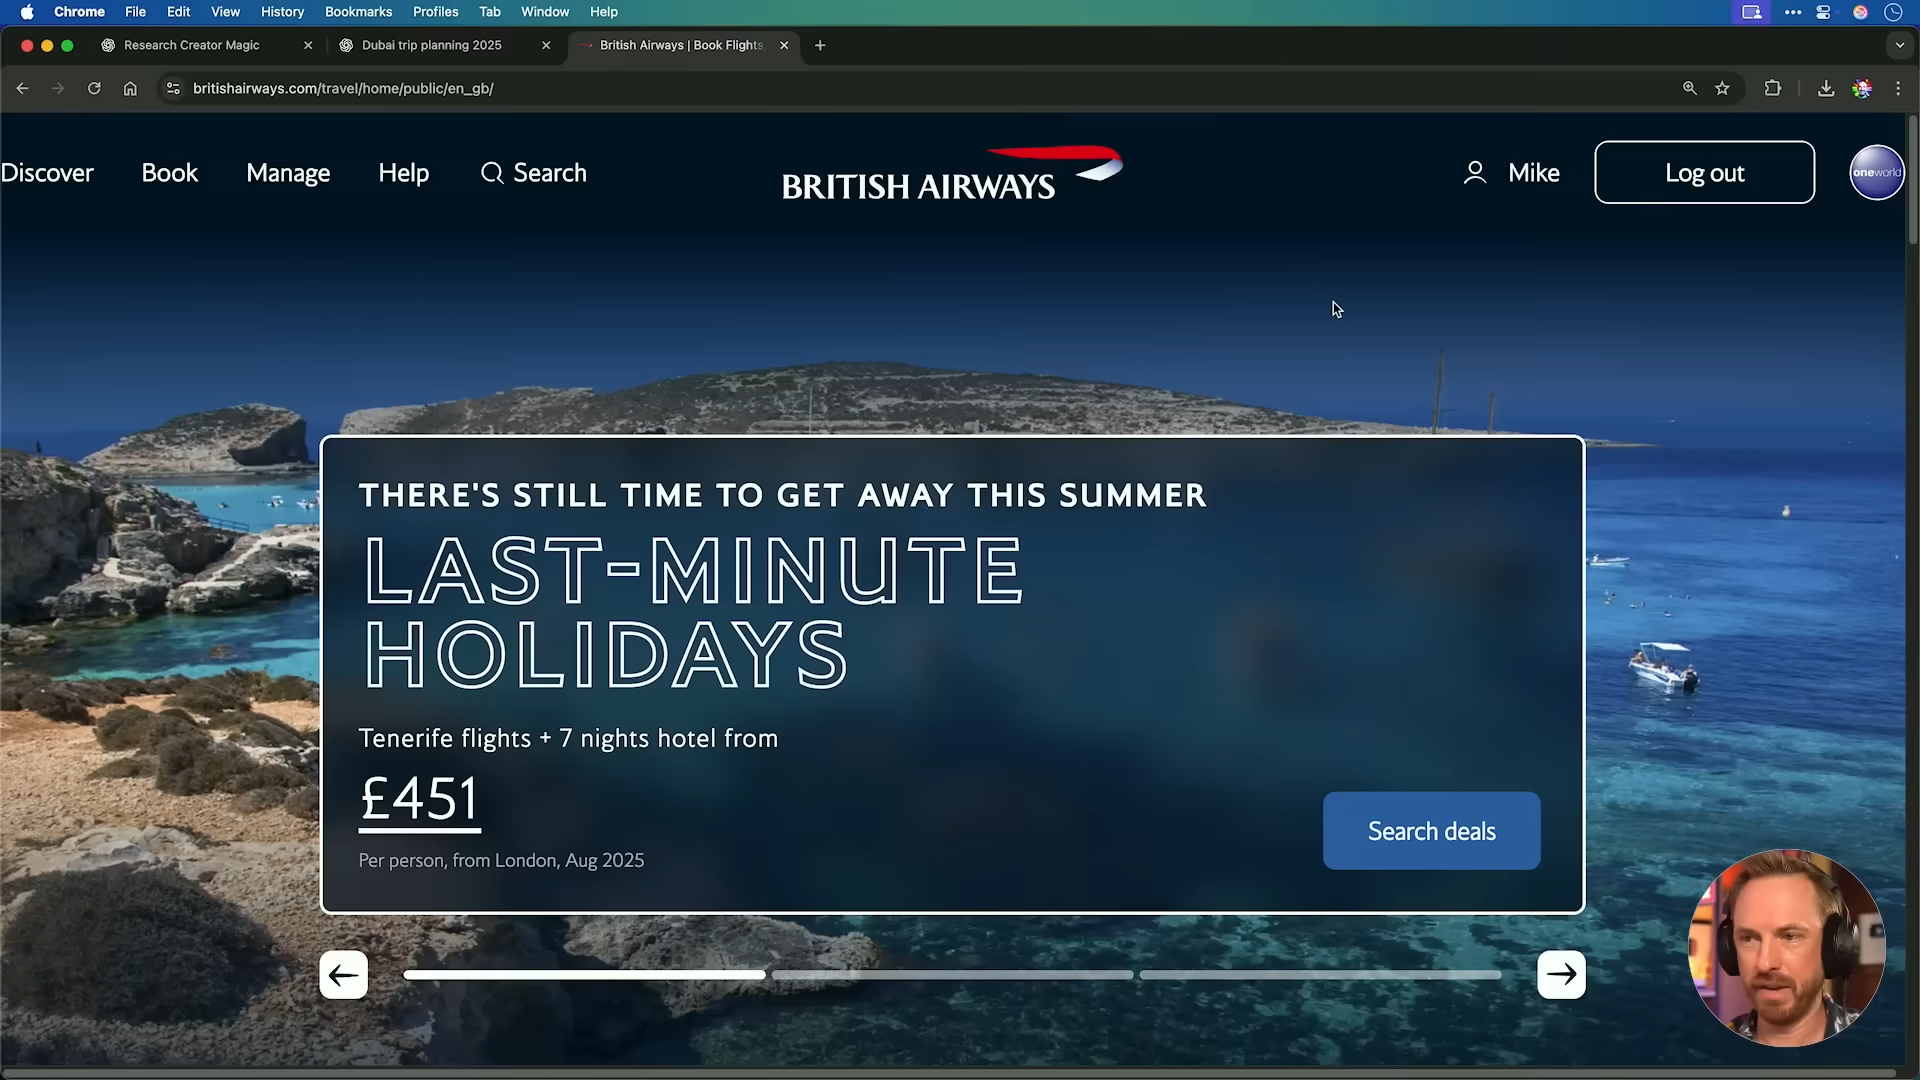 Chrome File Edit View History Bookmarks Profiles Tab Window Help
Research Creator Magic
Dubai trip planning 2025
British Airways | Book Flights,
britishairways.com/travel/home/public/en_gb/
Discover Book Manage Help Search
BRITISH AIRWAYS
Mike
Log out
oneworld
THERE'S STILL TIME TO GET AWAY THIS SUMMER
LAST-MINUTE
HOLIDAYS
Tenerife flights + 7 nights hotel from
£451
Per person, from London, Aug 2025
Search deals